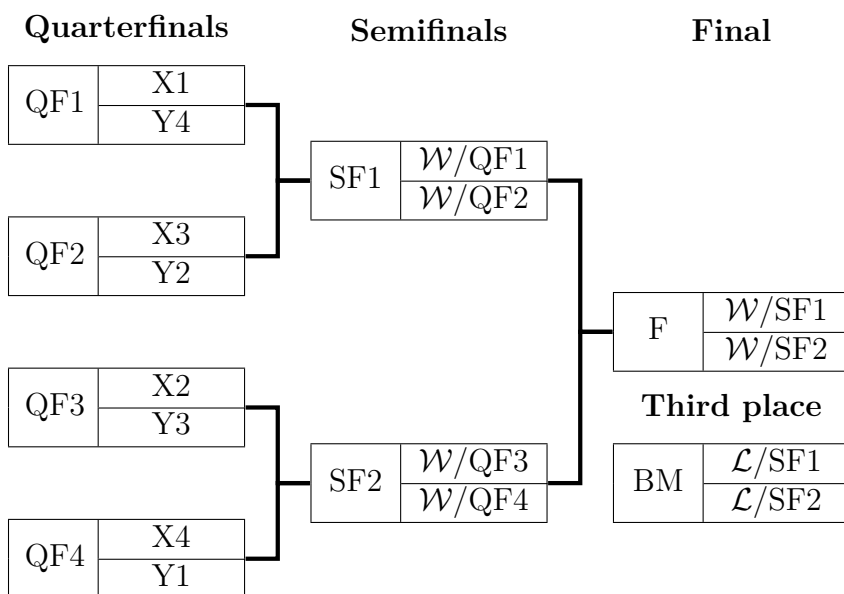 Quarterfinals
Semifinals
Final
QF1
X1
Y4
QF2
X3
Y2
QF3
X2
Y3
QF4
X4
Y1
SF1
𝒲/QF1
𝒲/QF2
SF2
𝒲/QF3
𝒲/QF4
F
𝒲/SF1
𝒲/SF2
Third place
BM
ℒ/SF1
ℒ/SF2